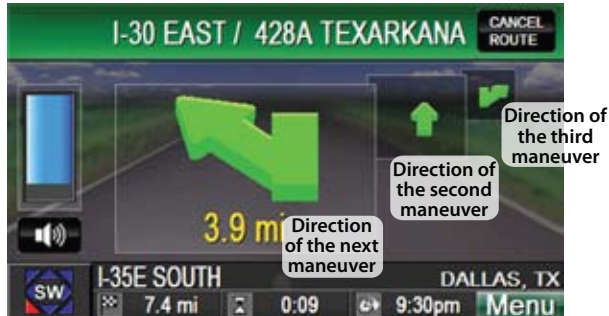 I-30 EAST / 428A TEXARKANA
CANCEL
ROUTE
Direction of
the third
maneuver
Direction of
the second
maneuver
3.9 mi
Direction
of the next
maneuver
I-35E SOUTH
DALLAS, TX
SW
7.4 mi
0:09
9:30pm
Menu